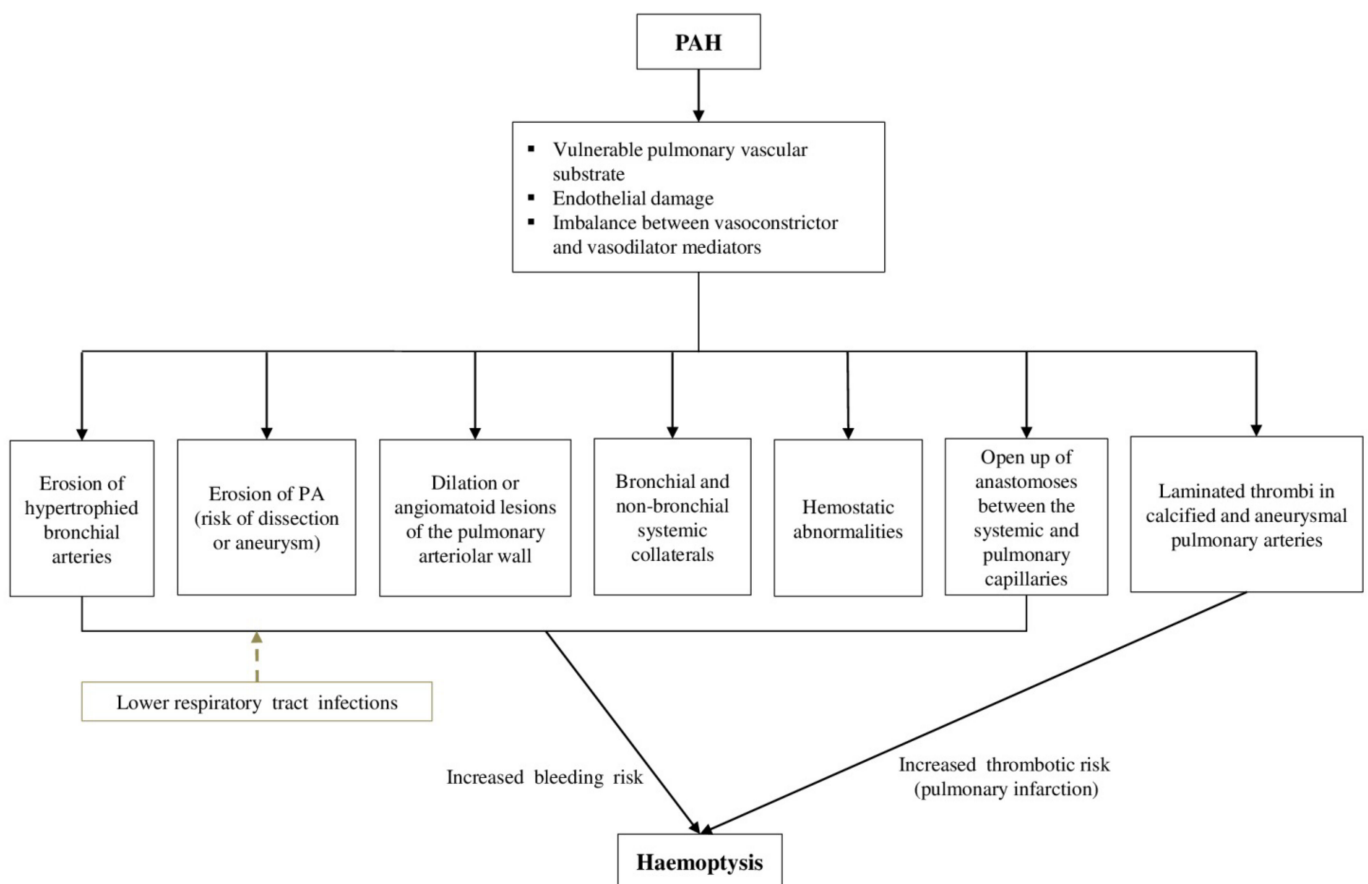 PAH
▪ Vulnerable pulmonary vascular
substrate
▪ Endothelial damage
▪ Imbalance between vasoconstrictor
and vasodilator mediators
Erosion of
hypertrophied
bronchial
arteries
Erosion of PA
(risk of dissection
or aneurysm)
Dilation or
angiomatoid lesions
of the pulmonary
arteriolar wall
Bronchial and
non-bronchial
systemic
collaterals
Hemostatic
abnormalities
Open up of
anastomoses
between the
systemic and
pulmonary
capillaries
Laminated thrombi in
calcified and aneurysmal
pulmonary arteries
Lower respiratory tract infections
Increased bleeding risk
Increased thrombotic risk
(pulmonary infarction)
Haemoptysis